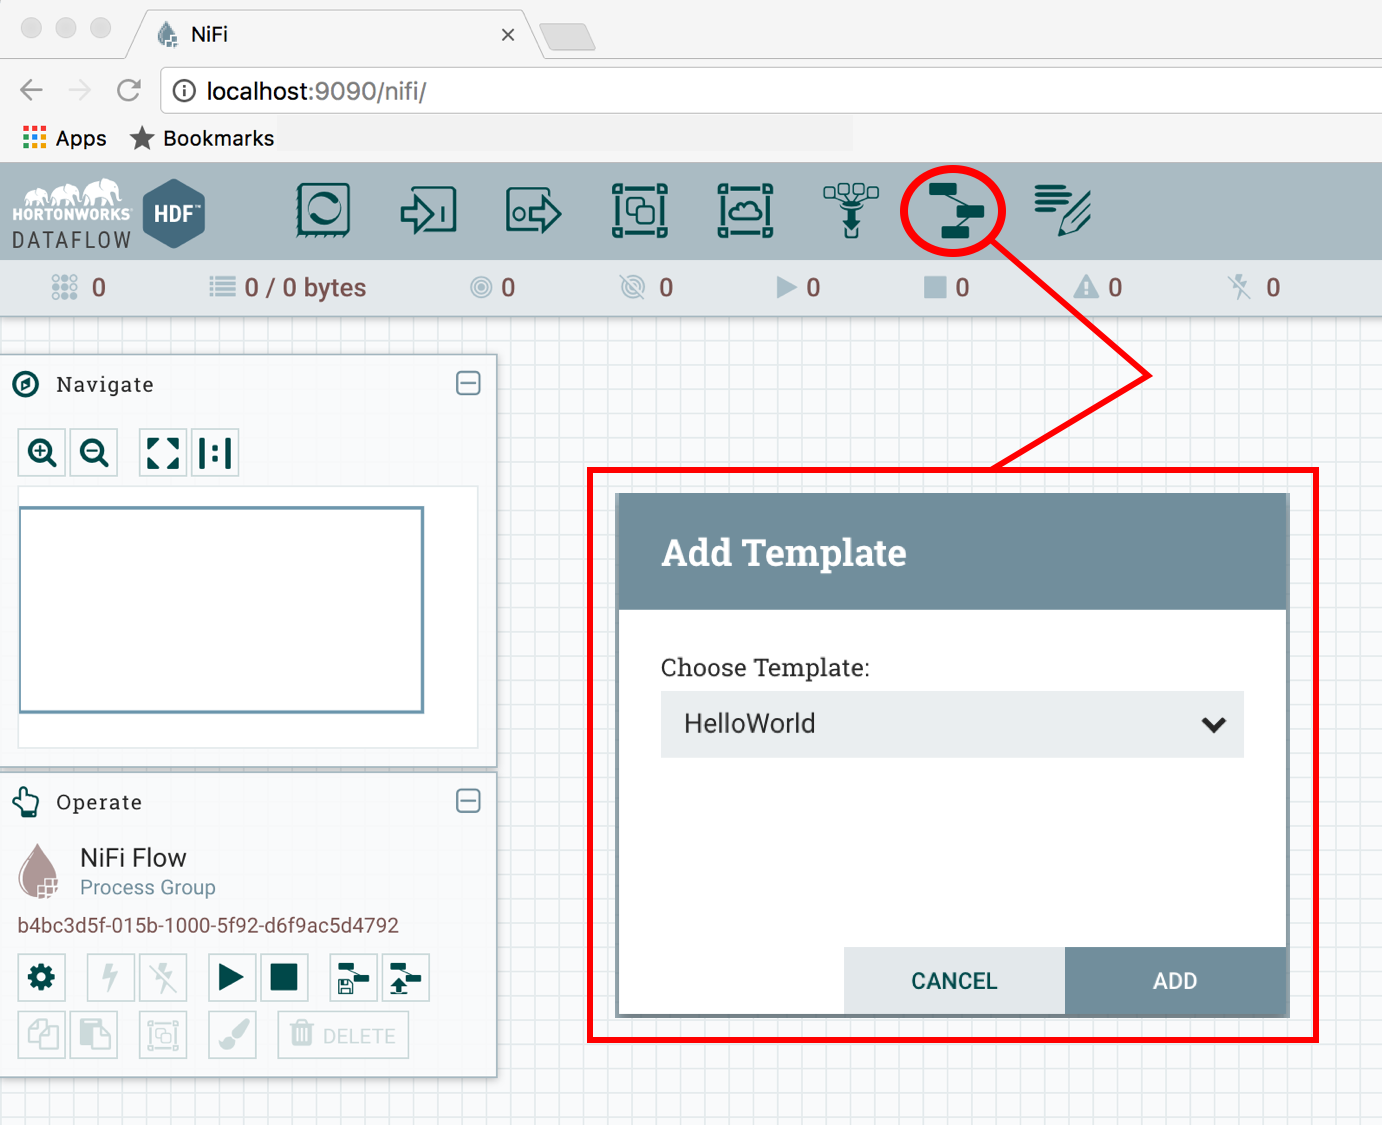 NiFi
localhost:9090/nifi/
Apps Bookmarks
HORTONWORKS
DATAFLOW
HDF™
0 0 / 0 bytes 0 0 0 0 0 0
Navigate
Add Template
Choose Template:
HelloWorld
Operate
NiFi Flow
Process Group
b4bc3d5f-015b-1000-5f92-d6f9ac5d4792
CANCEL ADD
DELETE